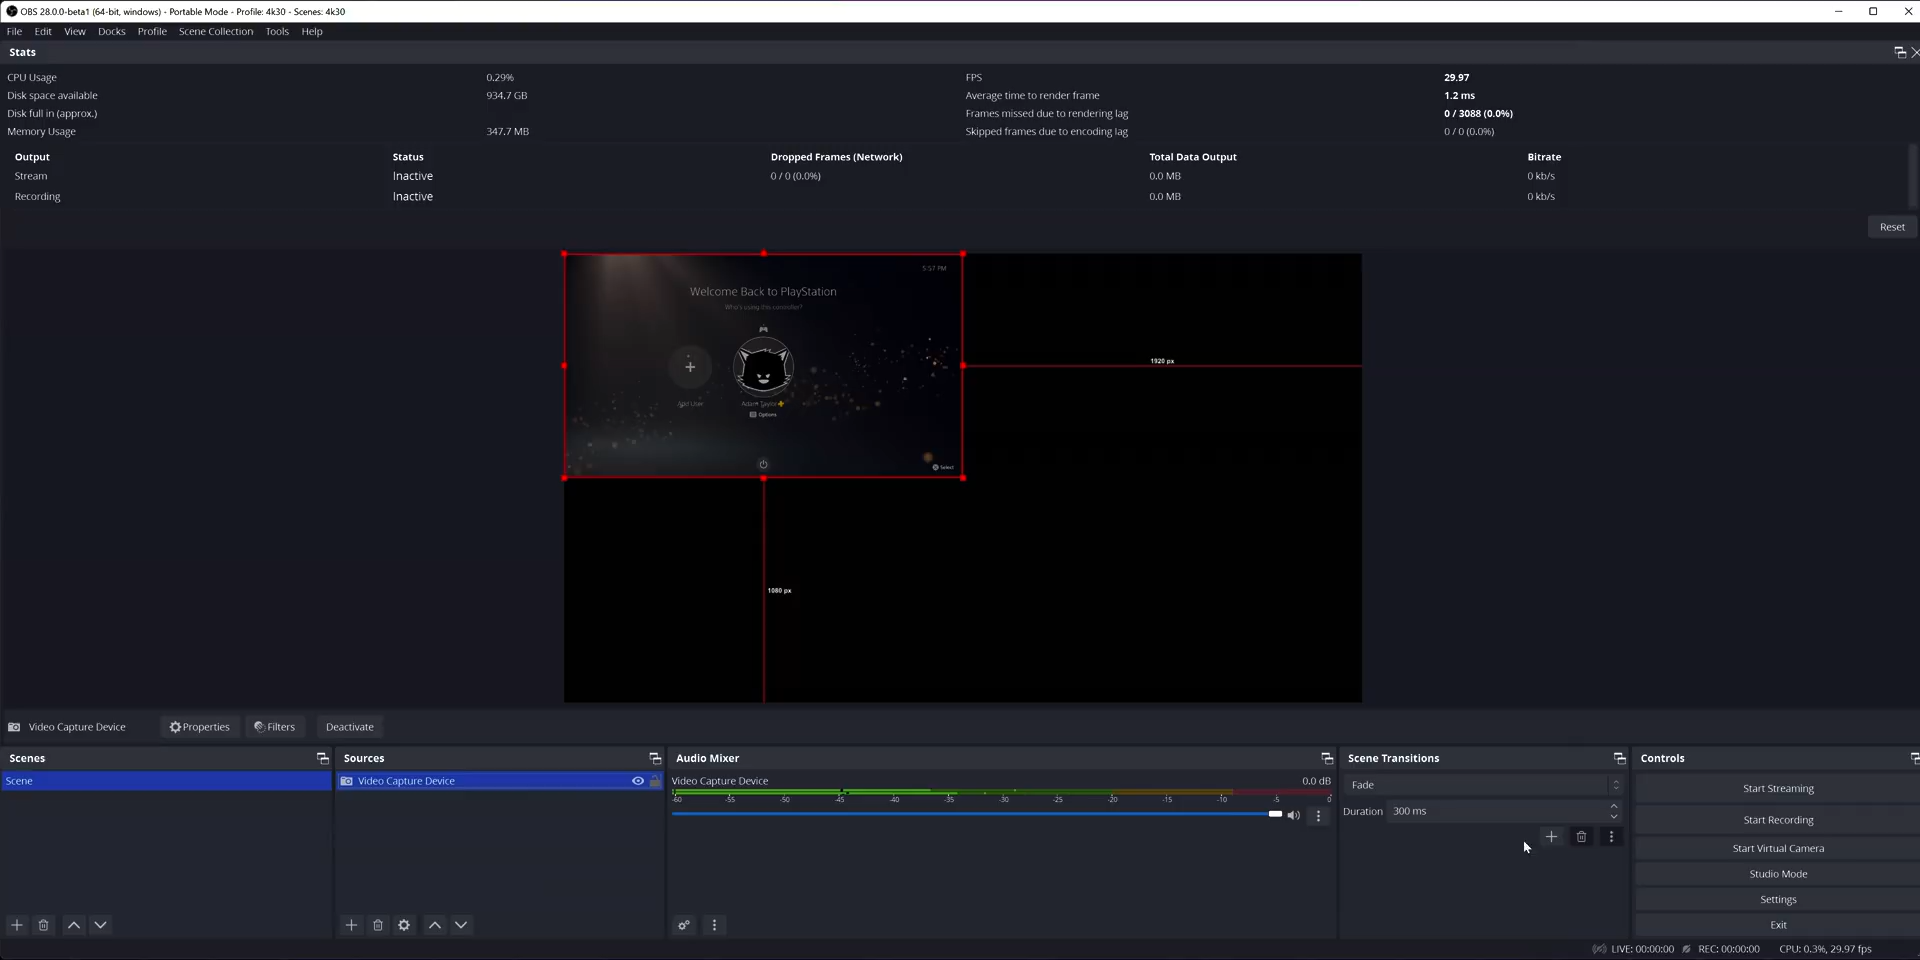 OBS 28.0.0-beta1 (64-bit, windows) - Portable Mode - Profile: 4k30 - Scenes: 4k30
File Edit View Docks Profile Scene Collection Tools Help
Stats
CPU Usage 0.29% FPS 29.97
Disk space available 934.7 GB Average time to render frame 1.2 ms
Disk full in (approx.) Frames missed due to rendering lag 0 / 3088 (0.0%)
Memory Usage 347.7 MB Skipped frames due to encoding lag 0 / 0 (0.0%)
Output Status Dropped Frames (Network) Total Data Output Bitrate
Stream Inactive 0 / 0 (0.0%) 0.0 MB 0 kb/s
Recording Inactive 0.0 MB 0 kb/s
Reset
5:57 PM
Welcome Back to PlayStation
Who's using this controller?
1920 px
Add User Adam Taylor
Options
Select
1080 px
Video Capture Device Properties Filters Deactivate
Scenes Sources Audio Mixer Scene Transitions Controls
Scene Video Capture Device Video Capture Device 0.0 dB Fade Start Streaming
-60 -55 -50 -45 -40 -35 -30 -25 -20 -15 -10 -5 0
Duration 300 ms Start Recording
Start Virtual Camera
Studio Mode
Settings
Exit
LIVE: 00:00:00 REC: 00:00:00 CPU: 0.3%, 29.97 fps